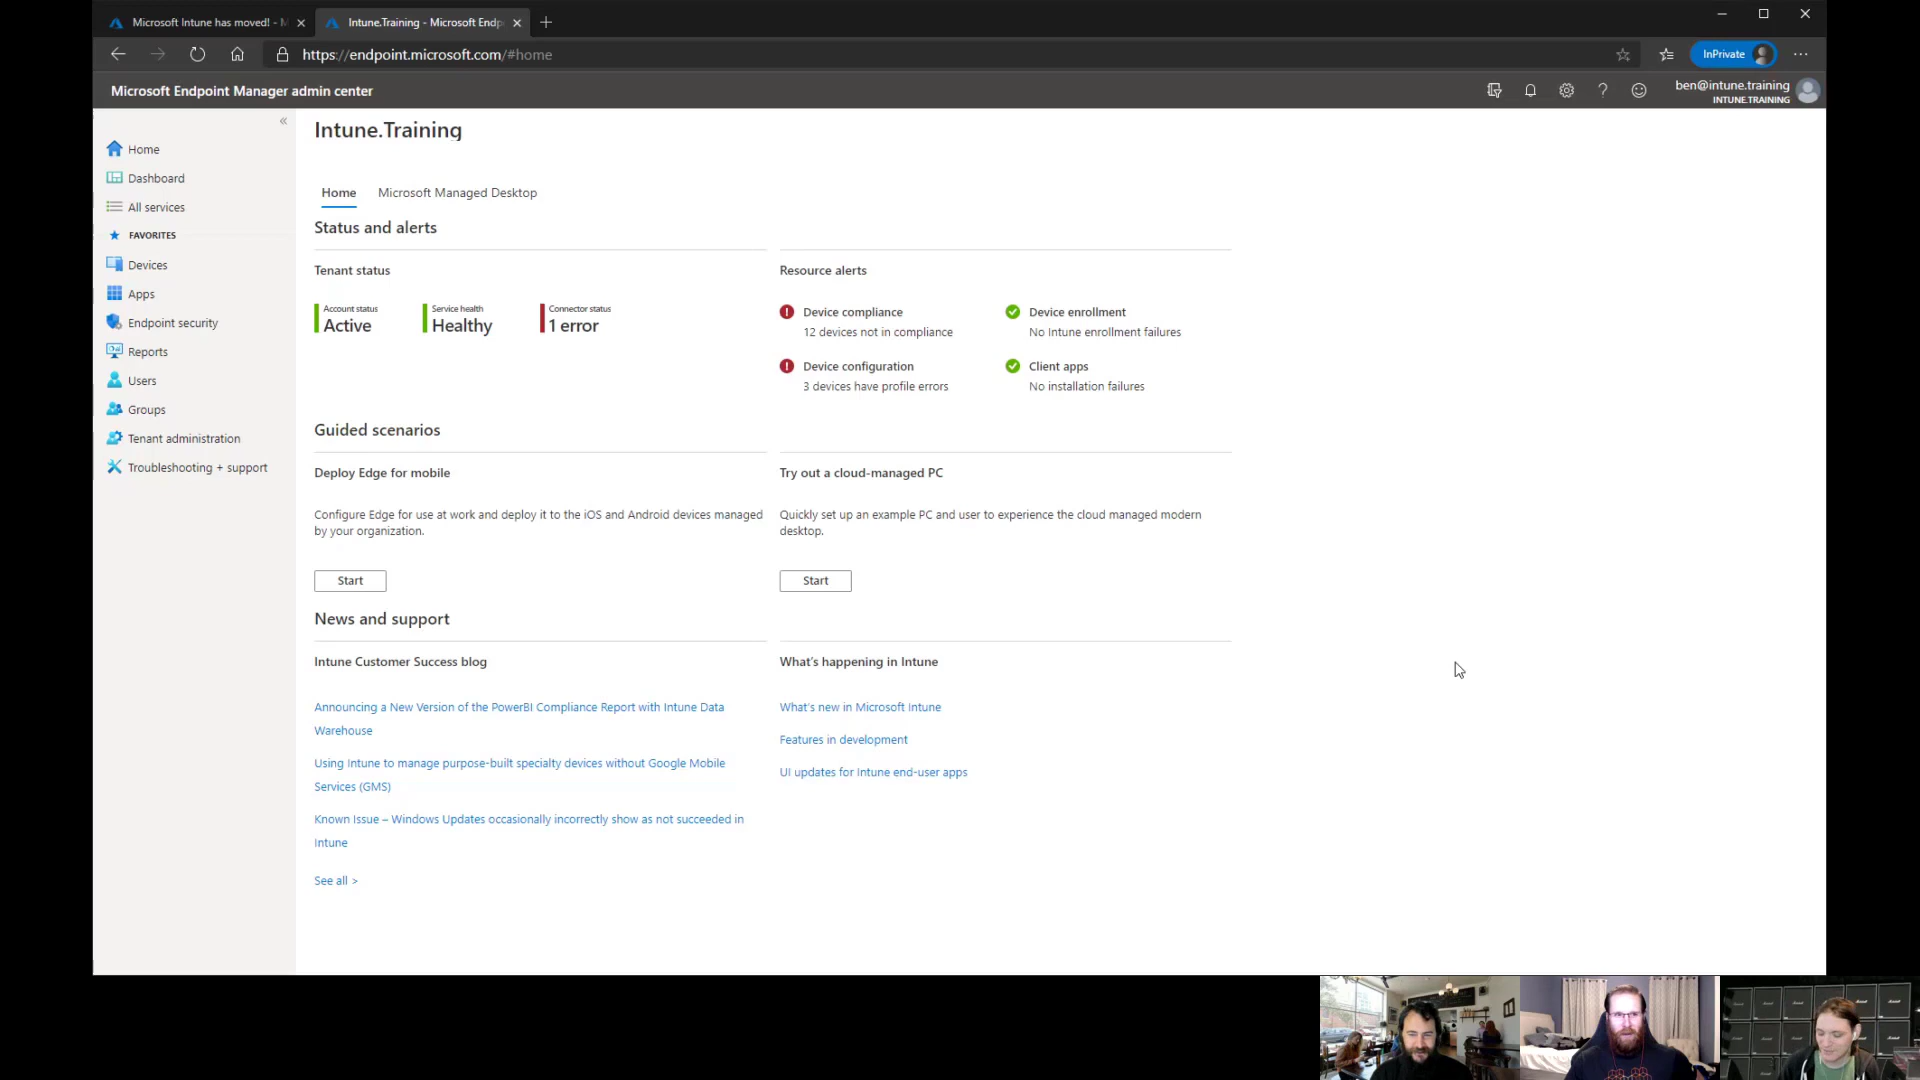 Microsoft Intune has moved! - M
Intune.Training - Microsoft Endp
https://endpoint.microsoft.com/#home
InPrivate
Microsoft Endpoint Manager admin center
ben@intune.training
INTUNE.TRAINING
Home
Dashboard
All services
FAVORITES
Devices
Apps
Endpoint security
Reports
Users
Groups
Tenant administration
Troubleshooting + support
Intune.Training
Home
Microsoft Managed Desktop
Status and alerts
Tenant status
Account status
Active
Service health
Healthy
Connector status
1 error
Resource alerts
Device compliance
12 devices not in compliance
Device enrollment
No Intune enrollment failures
Device configuration
3 devices have profile errors
Client apps
No installation failures
Guided scenarios
Deploy Edge for mobile
Configure Edge for use at work and deploy it to the iOS and Android devices managed
by your organization.
Start
Try out a cloud-managed PC
Quickly set up an example PC and user to experience the cloud managed modern
desktop.
Start
News and support
Intune Customer Success blog
Announcing a New Version of the PowerBI Compliance Report with Intune Data
Warehouse
Using Intune to manage purpose-built specialty devices without Google Mobile
Services (GMS)
Known Issue – Windows Updates occasionally incorrectly show as not succeeded in
Intune
See all >
What's happening in Intune
What's new in Microsoft Intune
Features in development
UI updates for Intune end-user apps